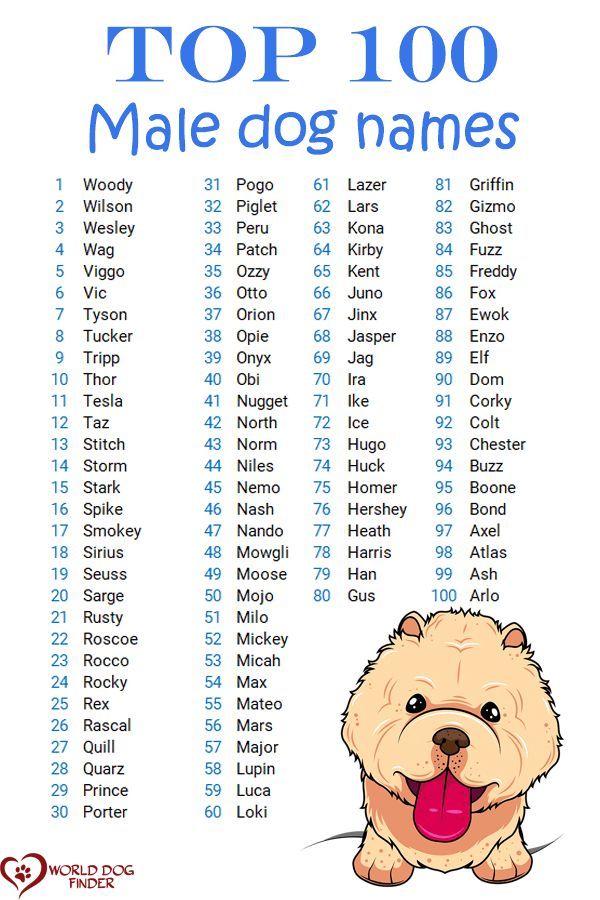 TOP 100
Male dog names
1 Woody
2 Wilson
3 Wesley
4 Wag
5 Viggo
6 Vic
7 Tyson
8 Tucker
9 Tripp
10 Thor
11 Tesla
12 Taz
13 Stitch
14 Storm
15 Stark
16 Spike
17 Smokey
18 Sirius
19 Seuss
20 Sarge
21 Rusty
22 Roscoe
23 Rocco
24 Rocky
25 Rex
26 Rascal
27 Quill
28 Quarz
29 Prince
30 Porter
31 Pogo
32 Piglet
33 Peru
34 Patch
35 Ozzy
36 Otto
37 Orion
38 Opie
39 Onyx
40 Obi
41 Nugget
42 North
43 Norm
44 Niles
45 Nemo
46 Nash
47 Nando
48 Mowgli
49 Moose
50 Mojo
51 Milo
52 Mickey
53 Micah
54 Max
55 Mateo
56 Mars
57 Major
58 Lupin
59 Luca
60 Loki
61 Lazer
62 Lars
63 Kona
64 Kirby
65 Kent
66 Juno
67 Jinx
68 Jasper
69 Jag
70 Ira
71 Ike
72 Ice
73 Hugo
74 Huck
75 Homer
76 Hershey
77 Heath
78 Harris
79 Han
80 Gus
81 Griffin
82 Gizmo
83 Ghost
84 Fuzz
85 Freddy
86 Fox
87 Ewok
88 Enzo
89 Elf
90 Dom
91 Corky
92 Colt
93 Chester
94 Buzz
95 Boone
96 Bond
97 Axel
98 Atlas
99 Ash
100 Arlo
WORLD DOG
FINDER